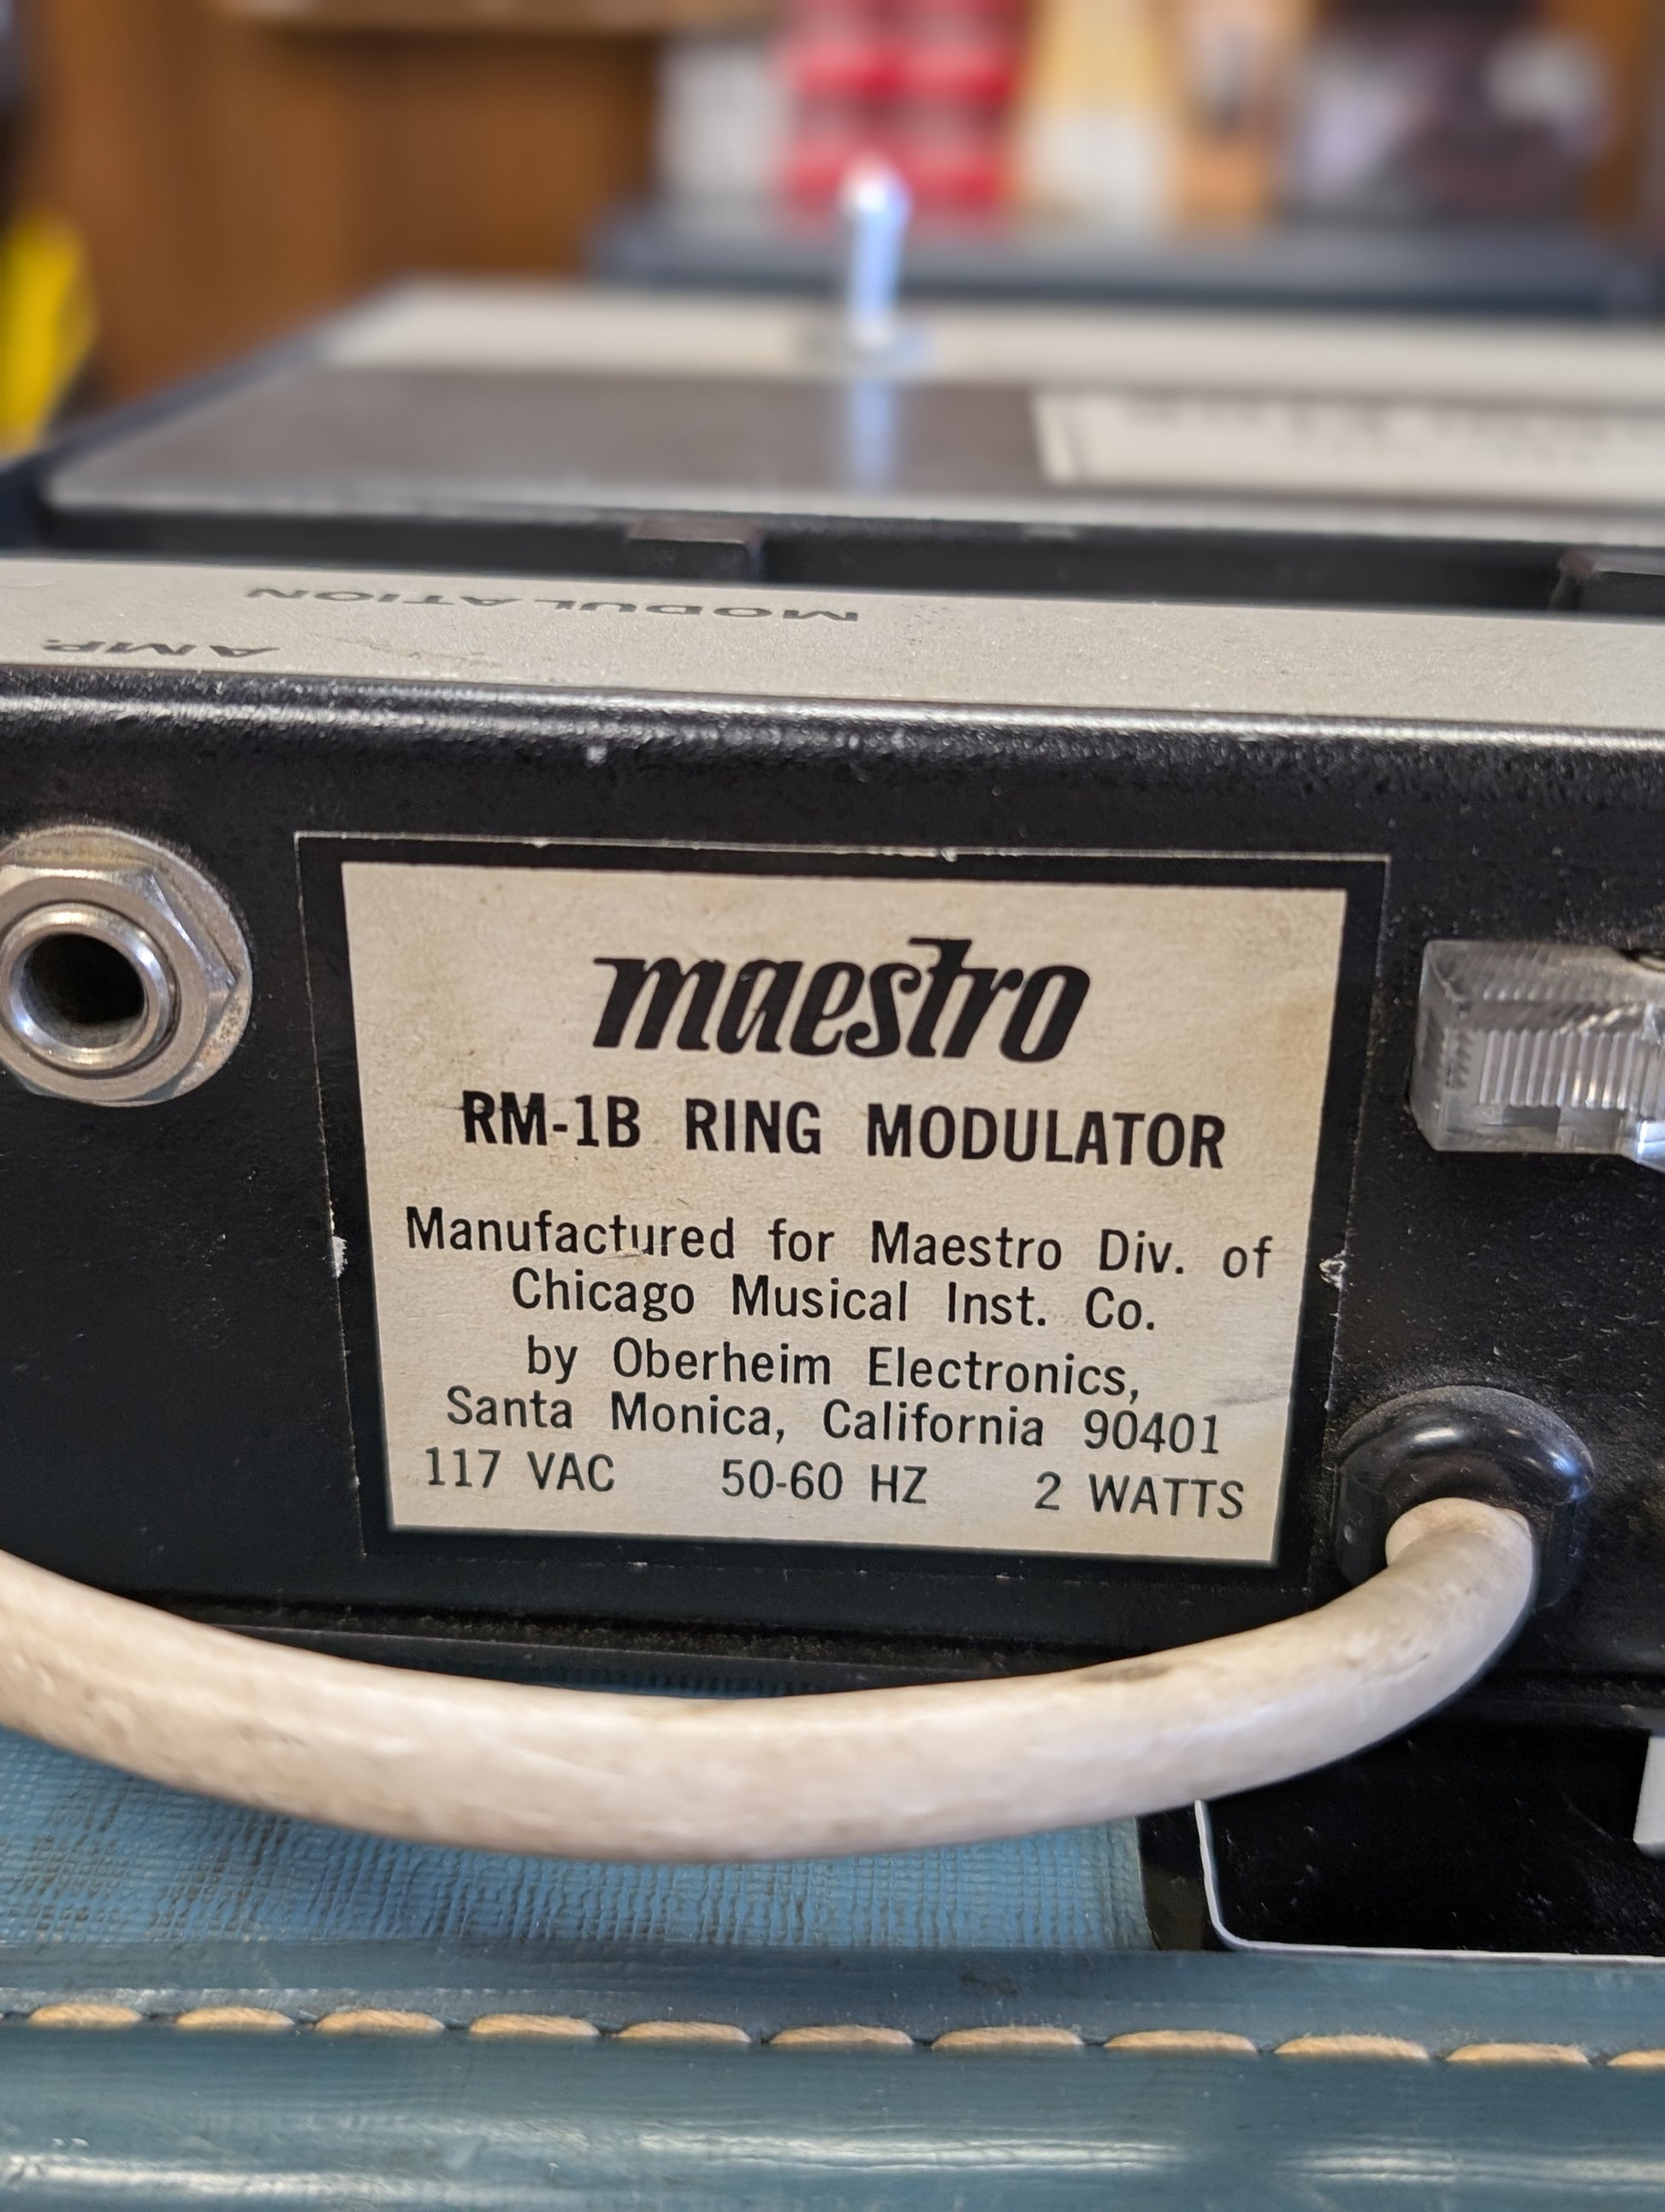 MODULATION
AMP.
maestro
RM-1B RING MODULATOR
Manufactured for Maestro Div. of
Chicago Musical Inst. Co.
by Oberheim Electronics,
Santa Monica, California 90401
117 VAC 50-60 HZ 2 WATTS